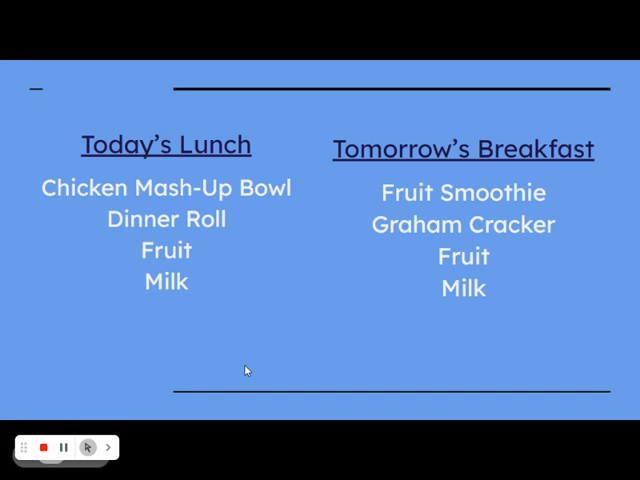 Today's Lunch
Chicken Mash-Up Bowl
Dinner Roll
Fruit
Milk
Tomorrow's Breakfast
Fruit Smoothie
Graham Cracker
Fruit
Milk